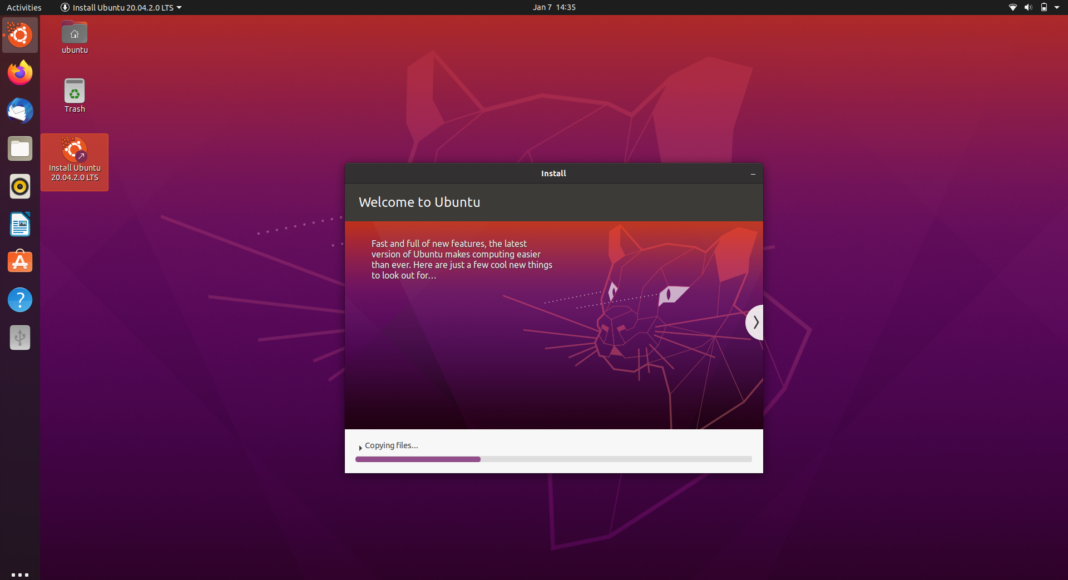 Activities
Install Ubuntu 20.04.2.0 LTS
Jan 7 14:35
ubuntu
Trash
Install Ubuntu
20.04.2.0 LTS
Install
Welcome to Ubuntu
Fast and full of new features, the latest
version of Ubuntu makes computing easier
than ever. Here are just a few cool new things
to look out for…
Copying files...